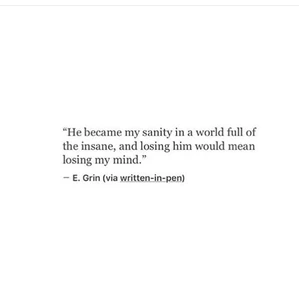 “He became my sanity in a world full of
the insane, and losing him would mean
losing my mind.”
— E. Grin (via written-in-pen)